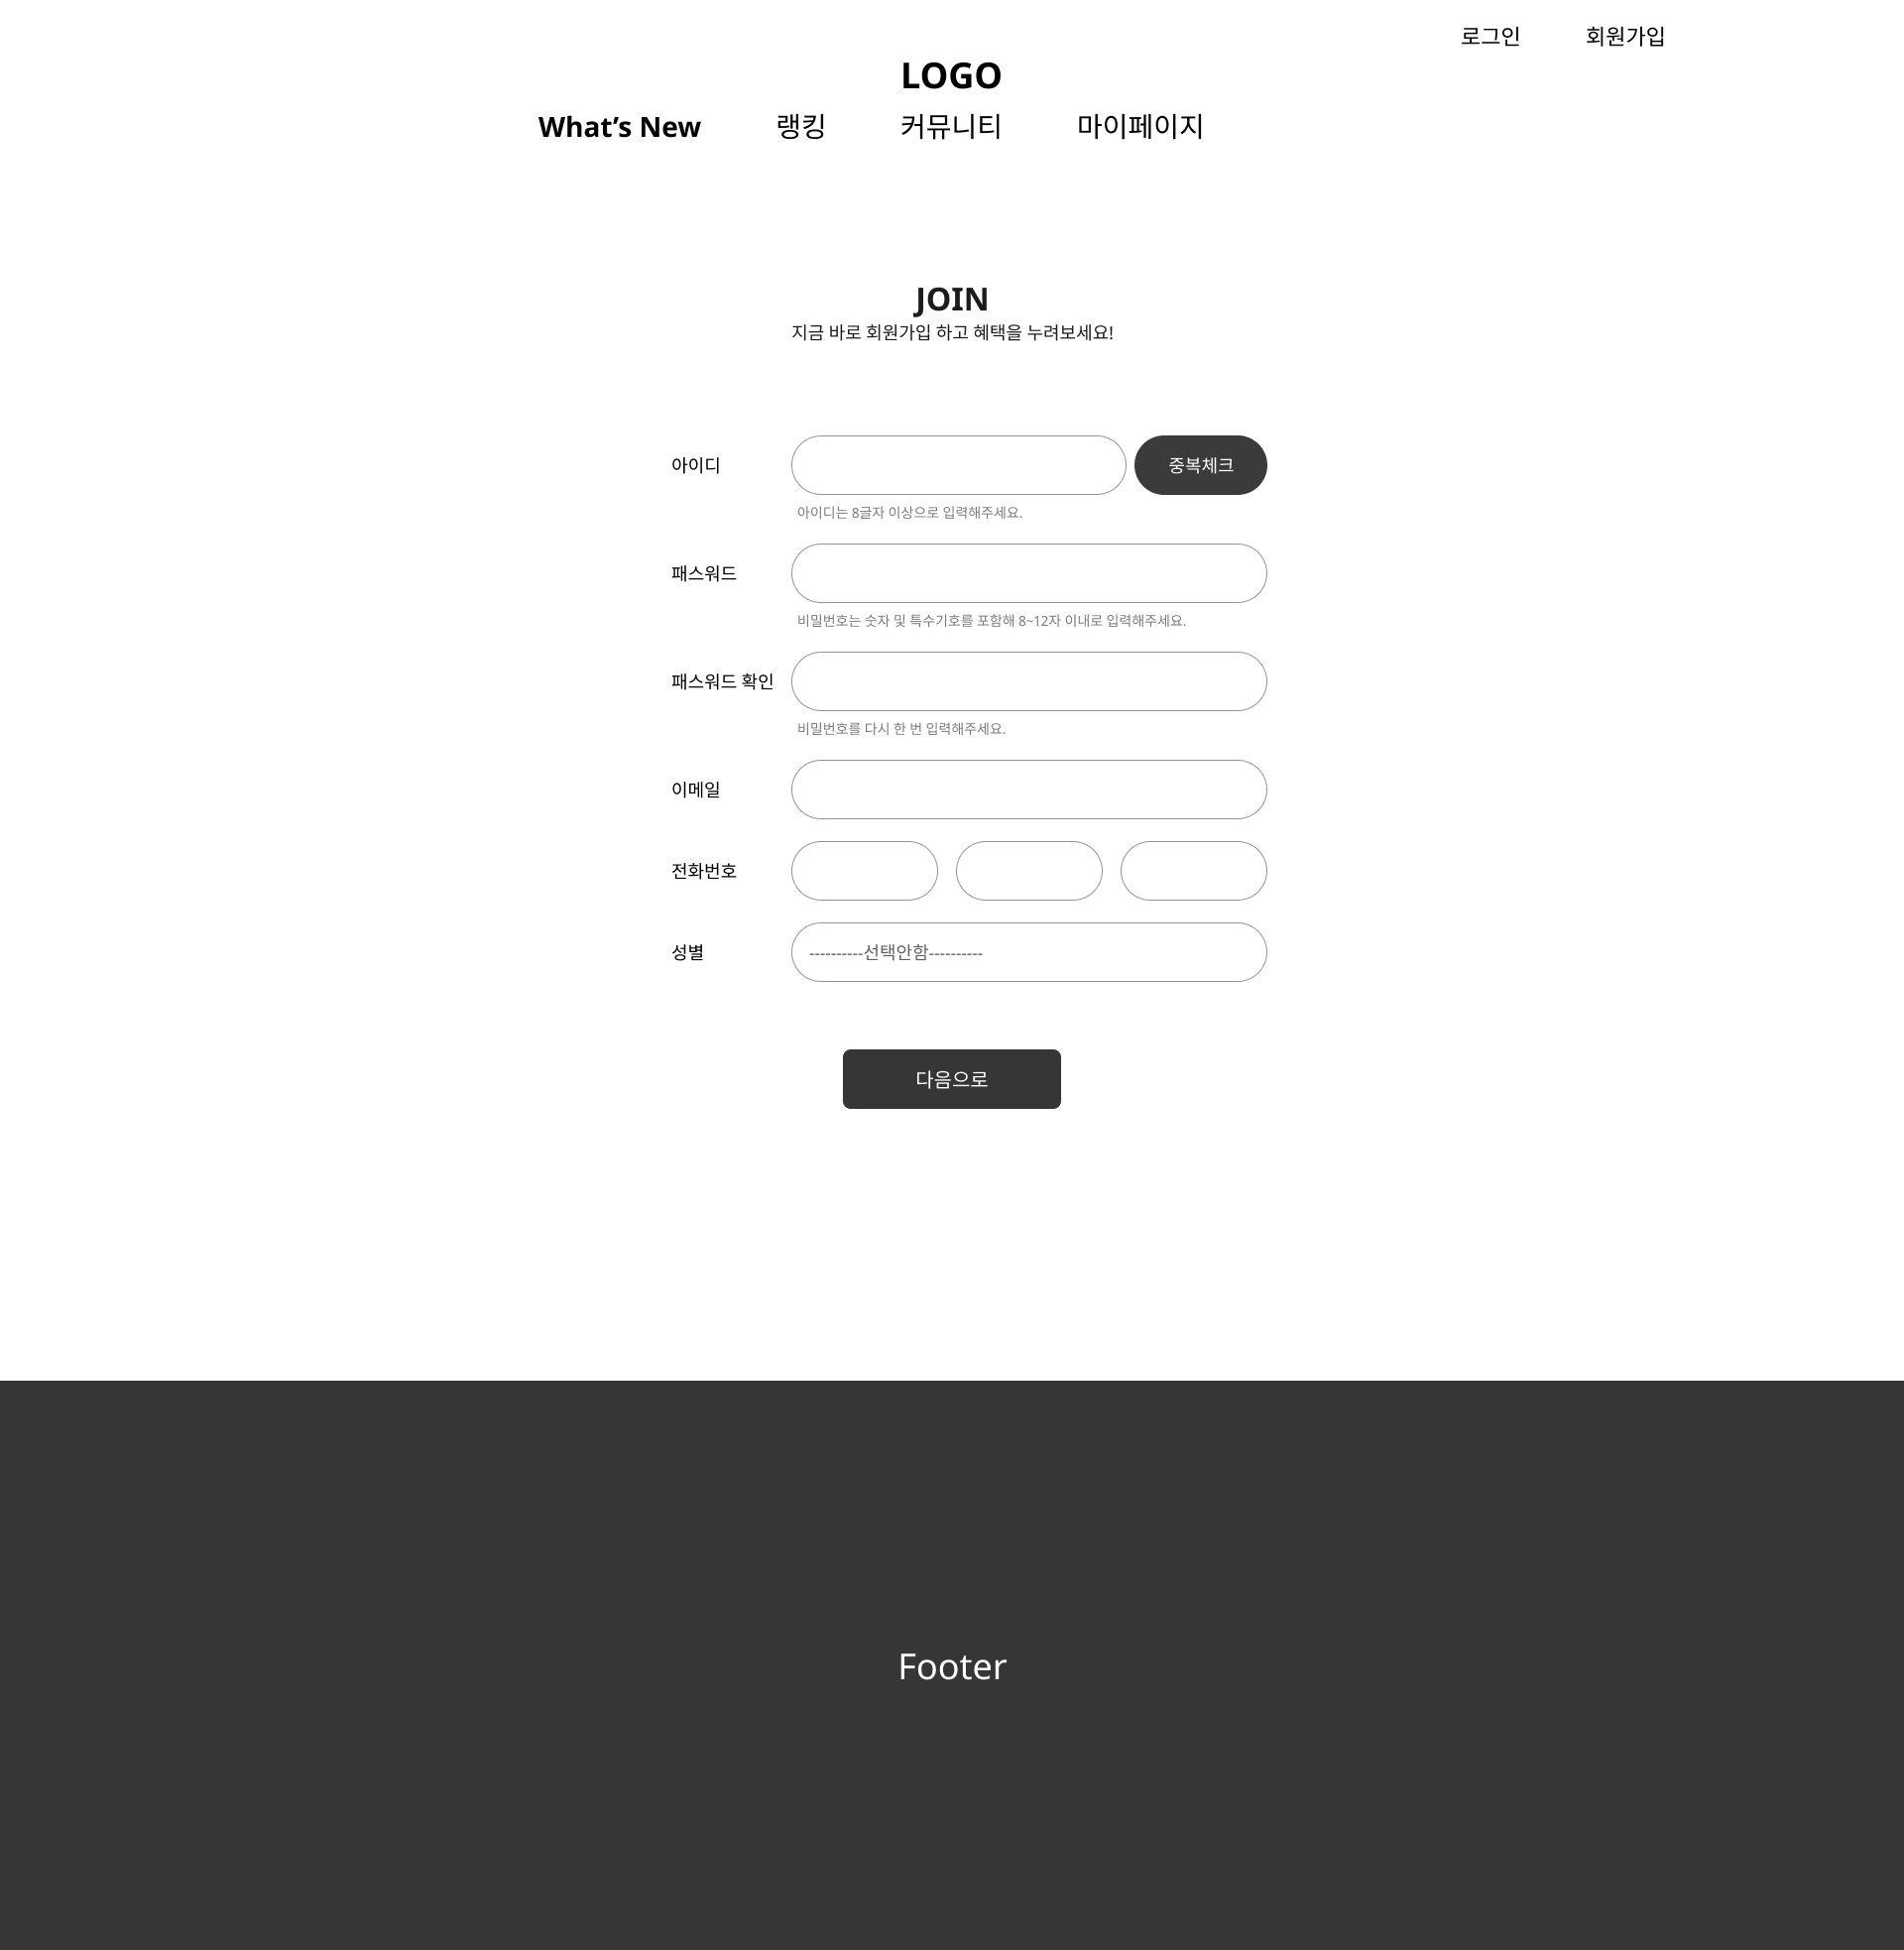 로그인 회원가입
LOGO
What’s New 랭킹 커뮤니티 마이페이지
JOIN
지금 바로 회원가입 하고 혜택을 누려보세요!
아이디 중복체크
아이디는 8글자 이상으로 입력해주세요.
패스워드
비밀번호는 숫자 및 특수기호를 포함해 8~12자 이내로 입력해주세요.
패스워드 확인
비밀번호를 다시 한 번 입력해주세요.
이메일
전화번호
성별 ----------선택안함----------
다음으로
Footer